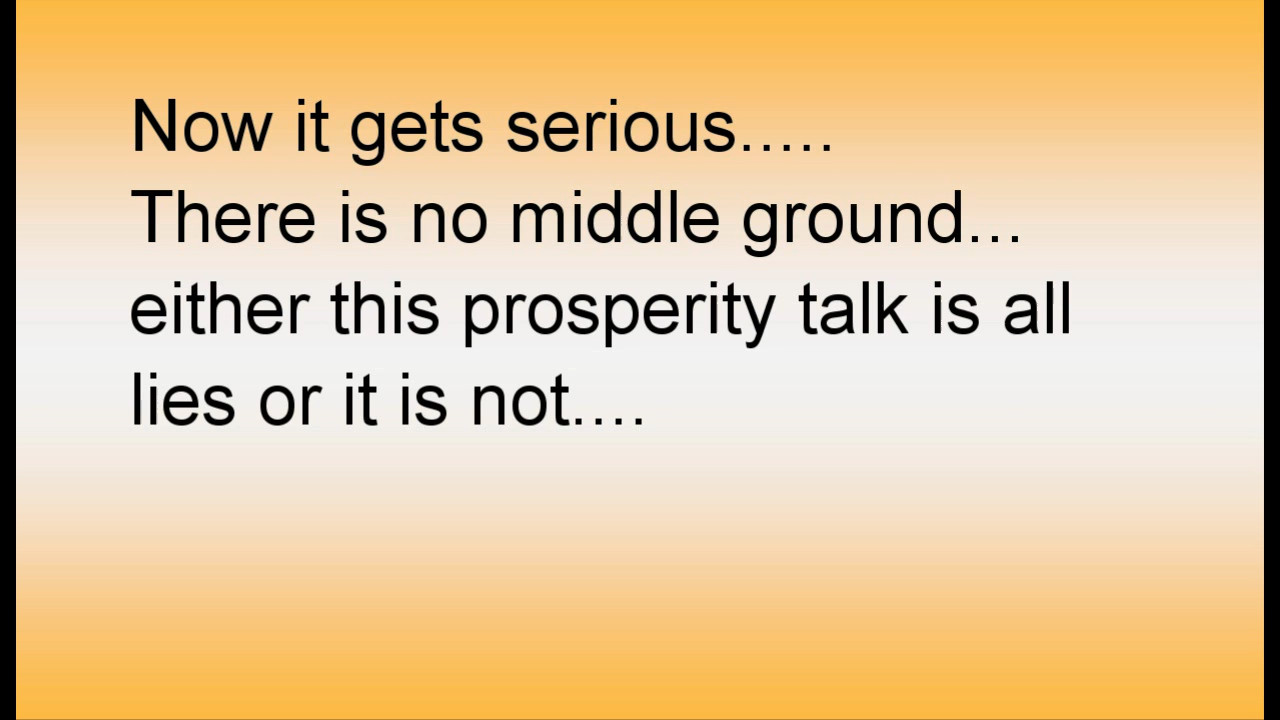 Now it gets serious.....
There is no middle ground...
either this prosperity talk is all
lies or it is not....